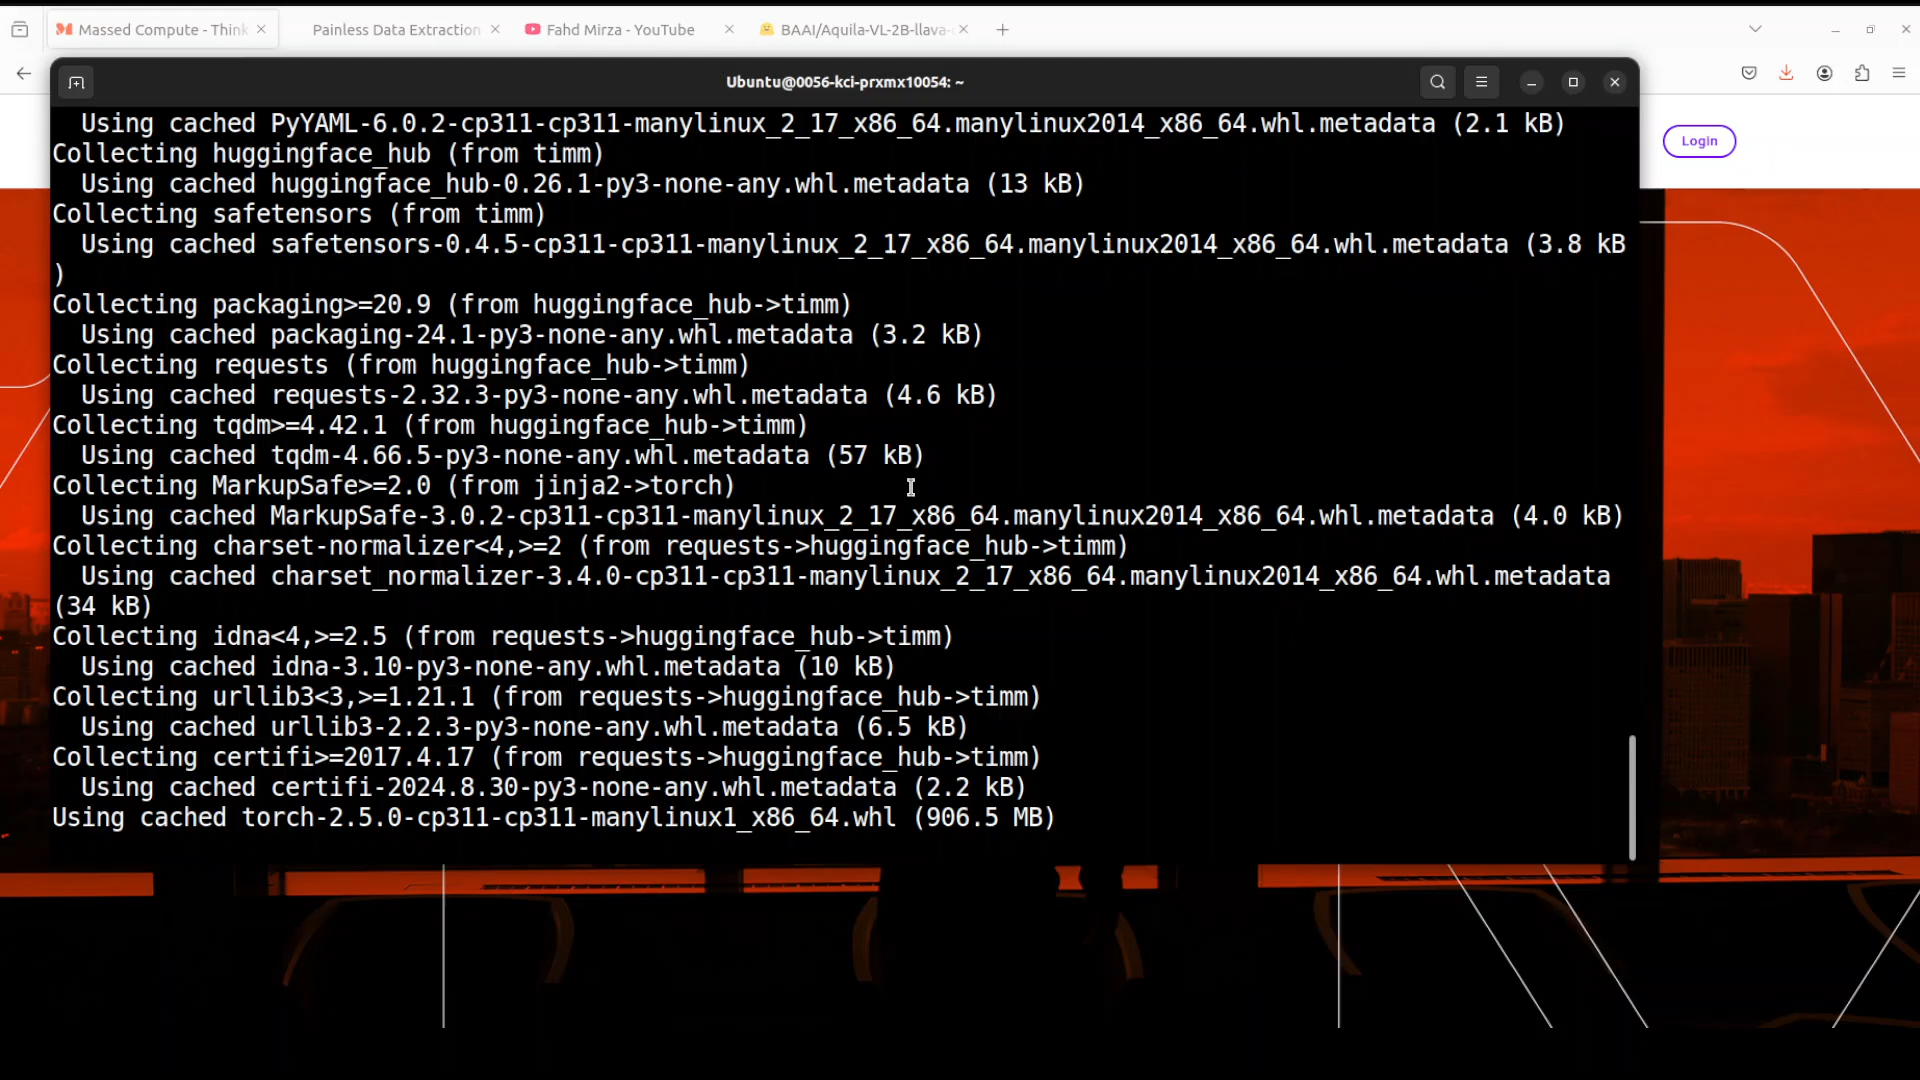 Massed Compute - Think
Painless Data Extraction
Fahd Mirza - YouTube
BAAI/Aquila-VL-2B-llava-
Ubuntu@0056-kci-prxmx10054: ~
Login
Using cached PyYAML-6.0.2-cp311-cp311-manylinux_2_17_x86_64.manylinux2014_x86_64.whl.metadata (2.1 kB)
Collecting huggingface_hub (from timm)
Using cached huggingface_hub-0.26.1-py3-none-any.whl.metadata (13 kB)
Collecting safetensors (from timm)
Using cached safetensors-0.4.5-cp311-cp311-manylinux_2_17_x86_64.manylinux2014_x86_64.whl.metadata (3.8 kB
)
Collecting packaging>=20.9 (from huggingface_hub->timm)
Using cached packaging-24.1-py3-none-any.whl.metadata (3.2 kB)
Collecting requests (from huggingface_hub->timm)
Using cached requests-2.32.3-py3-none-any.whl.metadata (4.6 kB)
Collecting tqdm>=4.42.1 (from huggingface_hub->timm)
Using cached tqdm-4.66.5-py3-none-any.whl.metadata (57 kB)
Collecting MarkupSafe>=2.0 (from jinja2->torch)
Using cached MarkupSafe-3.0.2-cp311-cp311-manylinux_2_17_x86_64.manylinux2014_x86_64.whl.metadata (4.0 kB)
Collecting charset-normalizer<4,>=2 (from requests->huggingface_hub->timm)
Using cached charset_normalizer-3.4.0-cp311-cp311-manylinux_2_17_x86_64.manylinux2014_x86_64.whl.metadata
(34 kB)
Collecting idna<4,>=2.5 (from requests->huggingface_hub->timm)
Using cached idna-3.10-py3-none-any.whl.metadata (10 kB)
Collecting urllib3<3,>=1.21.1 (from requests->huggingface_hub->timm)
Using cached urllib3-2.2.3-py3-none-any.whl.metadata (6.5 kB)
Collecting certifi>=2017.4.17 (from requests->huggingface_hub->timm)
Using cached certifi-2024.8.30-py3-none-any.whl.metadata (2.2 kB)
Using cached torch-2.5.0-cp311-cp311-manylinux1_x86_64.whl (906.5 MB)